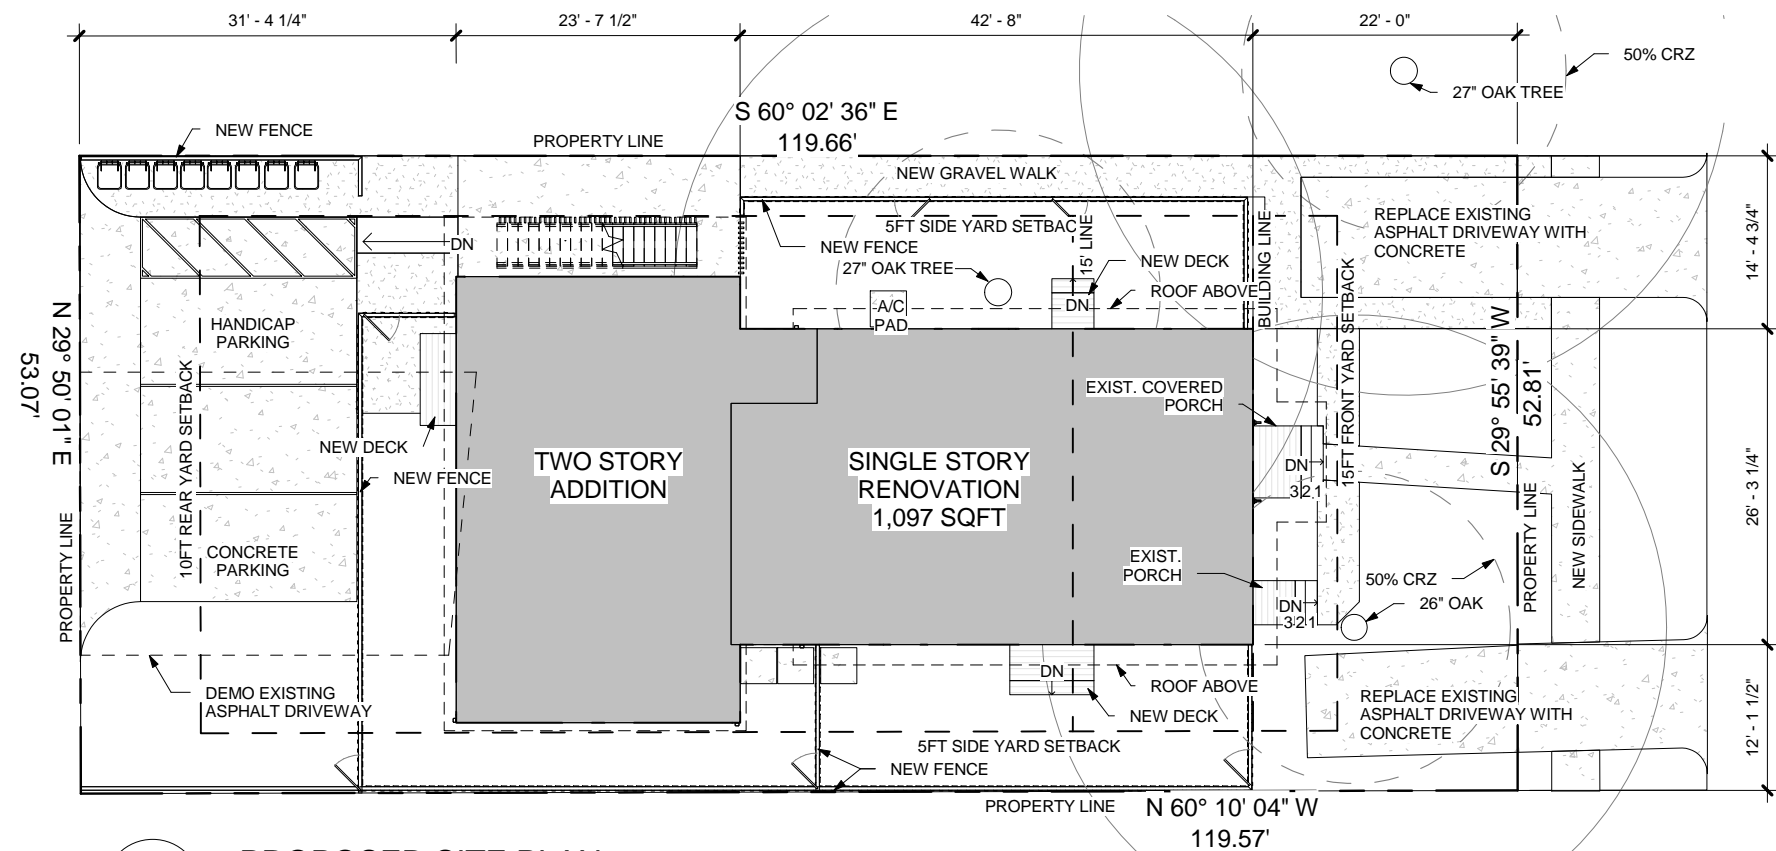 31' - 4 1/4"
23' - 7 1/2"
42' - 8"
22' - 0"
50% CRZ
27" OAK TREE
S 60° 02' 36" E
119.66'
NEW FENCE
PROPERTY LINE
NEW GRAVEL WALK
5FT SIDE YARD SETBAC
NEW FENCE
27" OAK TREE
15' LINE
NEW DECK
ROOF ABOVE
BUILDING LINE
REPLACE EXISTING
ASPHALT DRIVEWAY WITH
CONCRETE
14' - 4 3/4"
DN
DN
A/C
PAD
HANDICAP
PARKING
N 29° 50' 01" E
53.07'
10FT REAR YARD SETBACK
15FT FRONT YARD SETBACK
S 29° 55' 39" W
52.81'
EXIST. COVERED
PORCH
NEW DECK
NEW FENCE
TWO STORY
ADDITION
SINGLE STORY
RENOVATION
1,097 SQFT
DN
3 2 1
26' - 3 1/4"
PROPERTY LINE
CONCRETE
PARKING
EXIST.
PORCH
DN
3 2 1
50% CRZ
26" OAK
PROPERTY LINE
NEW SIDEWALK
DEMO EXISTING
ASPHALT DRIVEWAY
DN
ROOF ABOVE
NEW DECK
REPLACE EXISTING
ASPHALT DRIVEWAY WITH
CONCRETE
12' - 1 1/2"
5FT SIDE YARD SETBACK
NEW FENCE
PROPERTY LINE
N 60° 10' 04" W
119.57'